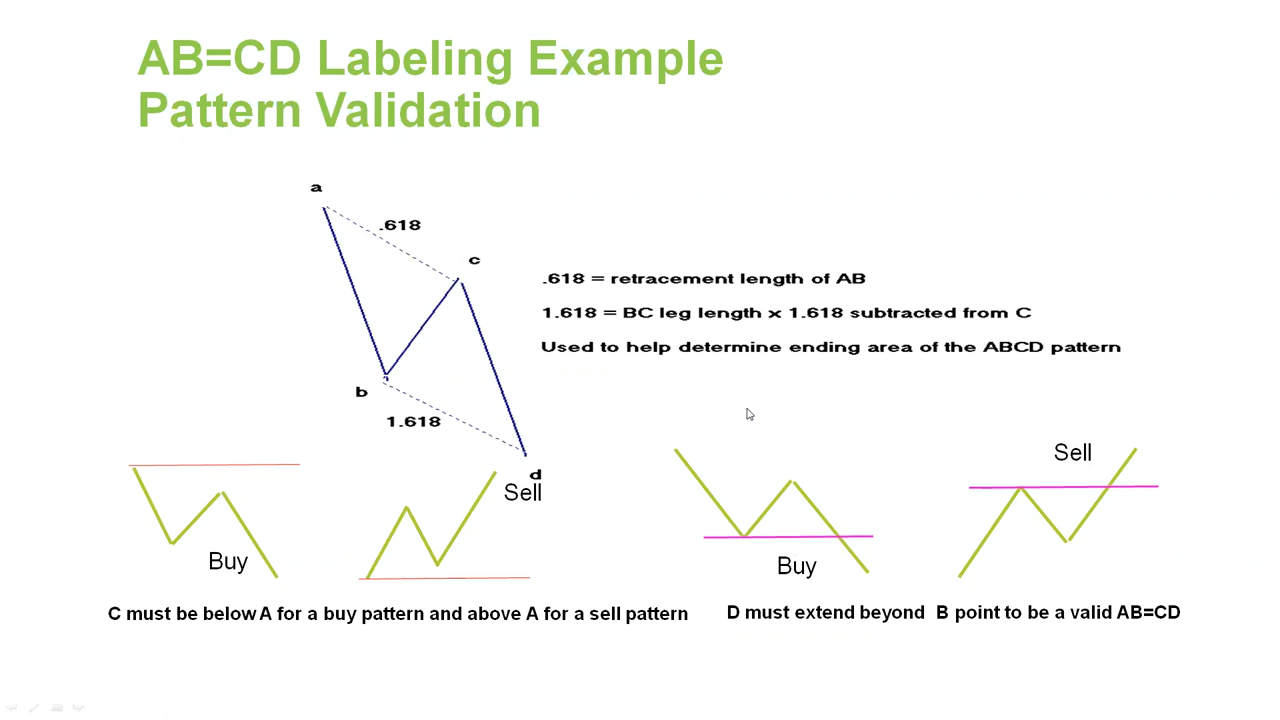 AB=CD Labeling Example
Pattern Validation
a
.618
c
.618 = retracement length of AB
1.618 = BC leg length x 1.618 subtracted from C
Used to help determine ending area of the ABCD pattern
b
1.618
d
Sell
Buy
Sell
Buy
C must be below A for a buy pattern and above A for a sell pattern
D must extend beyond B point to be a valid AB=CD